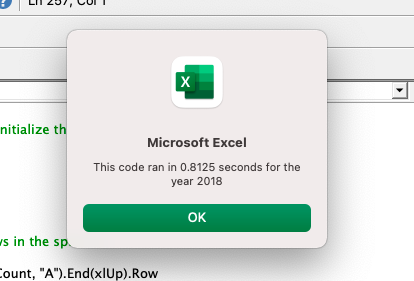 Ln 257, Col 1
nitialize th
Microsoft Excel
This code ran in 0.8125 seconds for the
year 2018
OK
ws in the sp
Count, "A").End(xlUp).Row